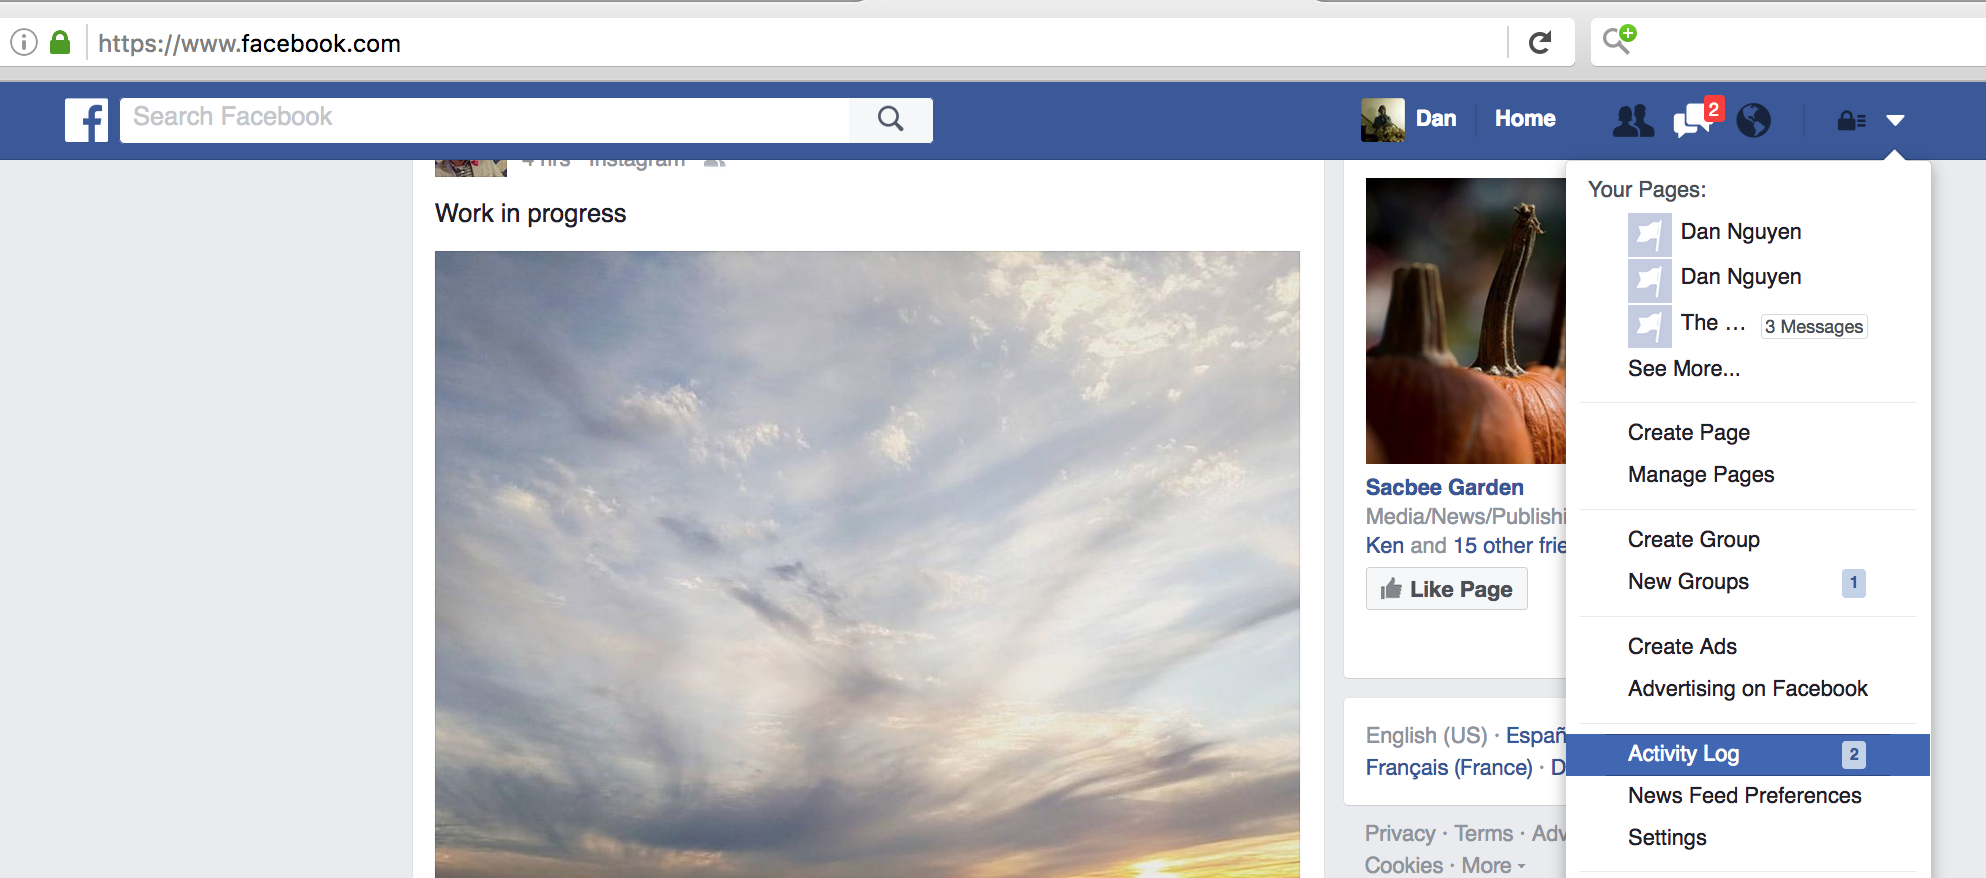 https://www.facebook.com
Search Facebook
Dan
Home
2
4 hrs · Instagram ·
Work in progress
Sacbee Garden
Media/News/Publishi
Ken and 15 other frie
Like Page
English (US) · Españ
Français (France) · D
Privacy · Terms · Adv
Cookies · More
Your Pages:
Dan Nguyen
Dan Nguyen
The ... 3 Messages
See More...
Create Page
Manage Pages
Create Group
New Groups 1
Create Ads
Advertising on Facebook
Activity Log 2
News Feed Preferences
Settings